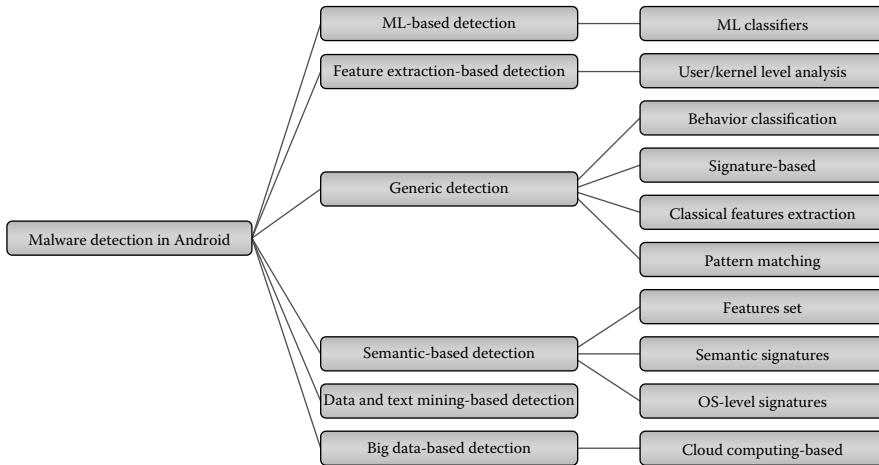 Malware detection in Android
ML-based detection
ML classifiers
Feature extraction-based detection
User/kernel level analysis
Generic detection
Behavior classification
Signature-based
Classical features extraction
Pattern matching
Semantic-based detection
Features set
Semantic signatures
OS-level signatures
Data and text mining-based detection
Big data-based detection
Cloud computing-based